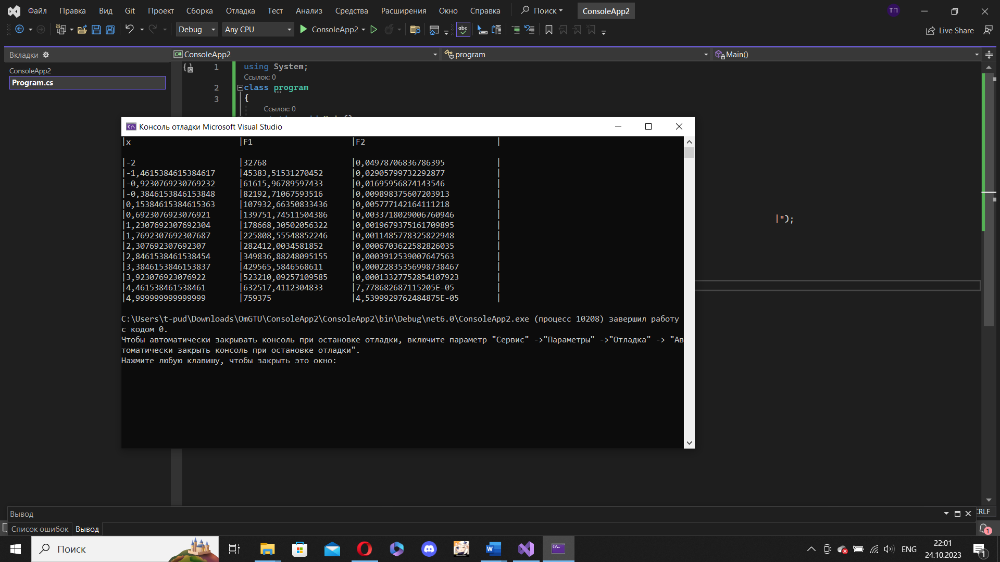 Файл Правка Вид Git Проект Сборка Отладка Тест Анализ Средства Расширения Окно Справка Поиск ConsoleApp2 ТП
Debug Any CPU ConsoleApp2 abc Live Share
Вкладки
C# ConsoleApp2 program Main()
ConsoleApp2
Program.cs
1 using System;
Ссылок: 0
2 class program
3 {
Ссылок: 0
|");
Консоль отладки Microsoft Visual Studio
|x |F1 |F2 |
|-2 |32768 |0,04978706836786395 |
|-1,4615384615384617 |45383,51531270452 |0,02905799732292877 |
|-0,9230769230769232 |61615,96789597433 |0,01695956874143546 |
|-0,3846153846153848 |82192,71067593516 |0,009898375607203913 |
|0,15384615384615363 |107932,66350833436 |0,005777142164111218 |
|0,6923076923076921 |139751,74511504386 |0,0033718029006760946 |
|1,2307692307692304 |178668,30502056322 |0,0019679375161709895 |
|1,7692307692307687 |225808,55548852246 |0,0011485778325822948 |
|2,307692307692307 |282412,0034581852 |0,0006703622582826035 |
|2,8461538461538454 |349836,88248095155 |0,0003912539007647563 |
|3,3846153846153837 |429565,5846568611 |0,00022835356998738467 |
|3,923076923076922 |523210,09257109585 |0,00013327752854107923 |
|4,461538461538461 |632517,4112304833 |7,778682687115205E-05 |
|4,999999999999999 |759375 |4,5399929762484875E-05 |
C:\Users\t-pud\Downloads\OmGTU\ConsoleApp2\ConsoleApp2\bin\Debug\net6.0\ConsoleApp2.exe (процесс 10208) завершил работу
с кодом 0.
Чтобы автоматически закрывать консоль при остановке отладки, включите параметр "Сервис" ->"Параметры" ->"Отладка" -> "Ав
томатически закрыть консоль при остановке отладки".
Нажмите любую клавишу, чтобы закрыть это окно:
CRLF
Вывод
Список ошибок Вывод
1
Поиск
ENG
22:01
24.10.2023
1